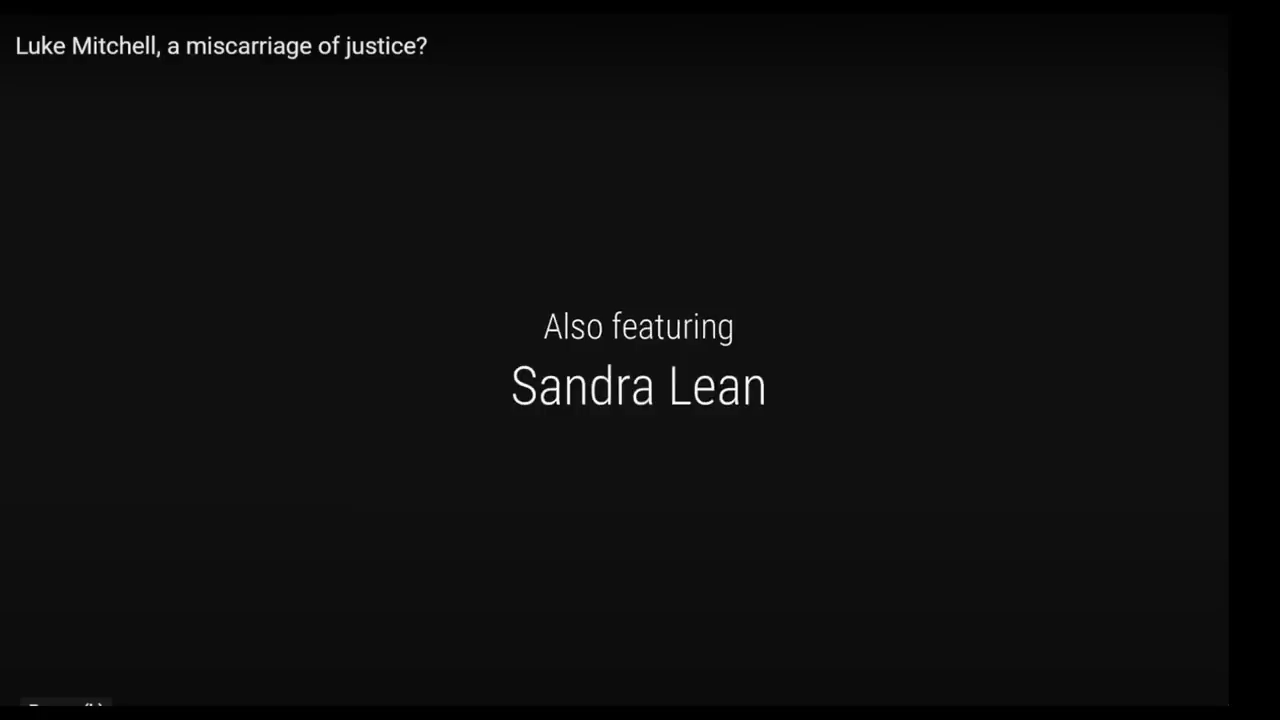 Luke Mitchell, a miscarriage of justice?
Also featuring
Sandra Lean